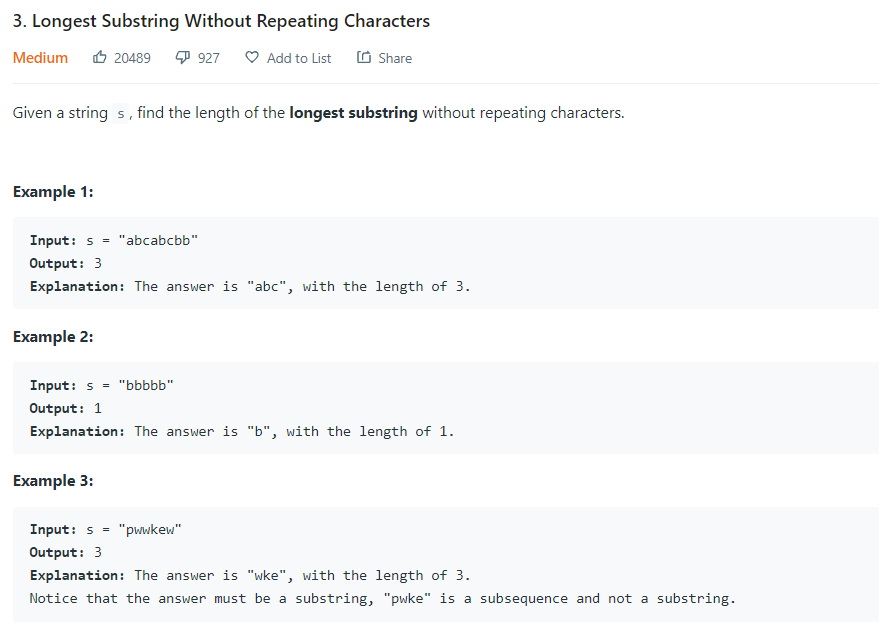 3. Longest Substring Without Repeating Characters
Medium 20489 927 Add to List Share
Given a string s, find the length of the longest substring without repeating characters.
Example 1:
Input: s = "abcabcbb"
Output: 3
Explanation: The answer is "abc", with the length of 3.
Example 2:
Input: s = "bbbbb"
Output: 1
Explanation: The answer is "b", with the length of 1.
Example 3:
Input: s = "pwwkew"
Output: 3
Explanation: The answer is "wke", with the length of 3.
Notice that the answer must be a substring, "pwke" is a subsequence and not a substring.